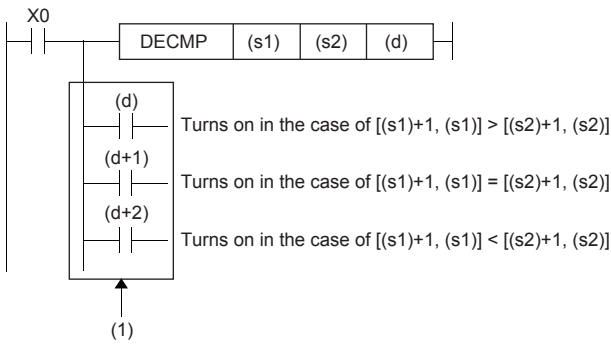 X0
DECMP (s1) (s2) (d)
(d)
Turns on in the case of [(s1)+1, (s1)] > [(s2)+1, (s2)]
(d+1)
Turns on in the case of [(s1)+1, (s1)] = [(s2)+1, (s2)]
(d+2)
Turns on in the case of [(s1)+1, (s1)] < [(s2)+1, (s2)]
(1)